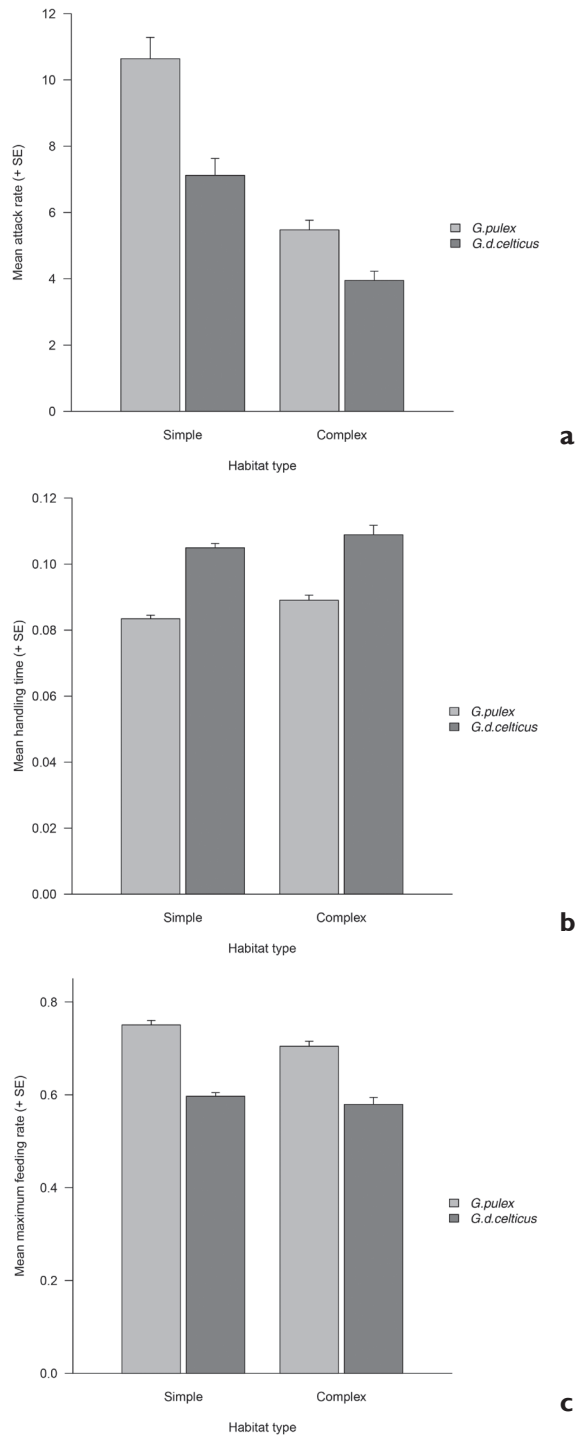 12
10
8
6
4
2
0
Mean attack rate (+ SE)
G.pulex
G.d.celticus
Simple
Complex
Habitat type
a
0.12
0.10
0.08
0.06
0.04
0.02
0.00
Mean handling time (+ SE)
G.pulex
G.d.celticus
Simple
Complex
Habitat type
b
0.8
0.6
0.4
0.2
0.0
Mean maximum feeding rate (+ SE)
G.pulex
G.d.celticus
Simple
Complex
Habitat type
c